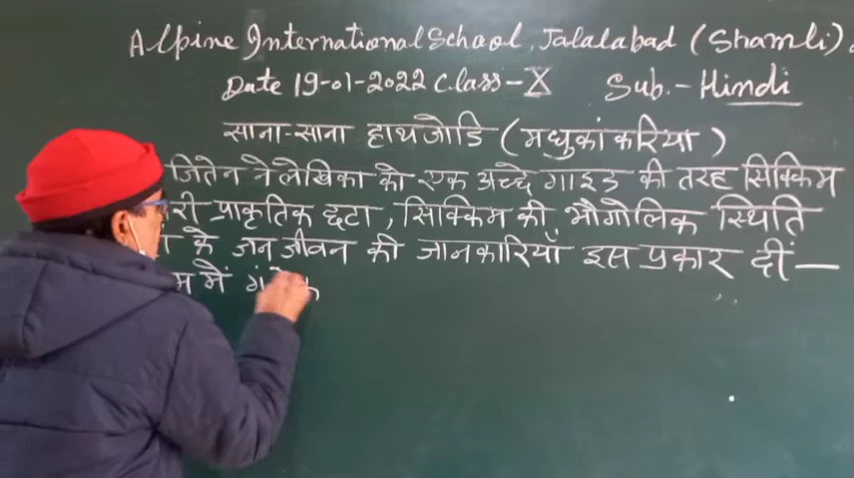 Alpine International School, Jalalabad (Shamli).
Date 19-01-2022 Class-X Sub.- Hindi
साना-साना हाथजोडि (मधुकांकरिया)
जितेन ने लेखिका को एक अच्छे गाइड की तरह सिक्किम
री प्राकृतिक छटा, सिक्किम की भौगोलिक स्थिति
के जन जीवन की जानकारियाँ इस प्रकार दीं—
म में